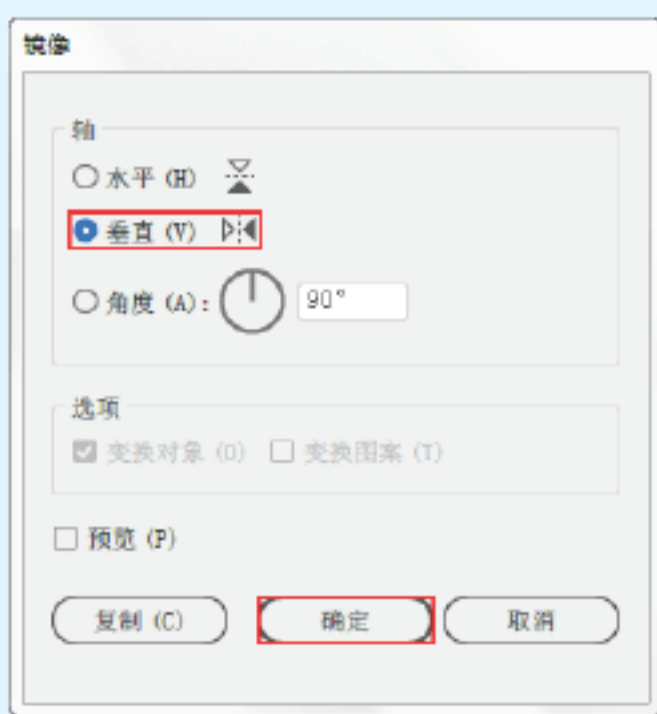 镜像
轴
水平 (H)
垂直 (V)
角度 (A): 90°
选项
变换对象 (O) 变换图案 (T)
预览 (P)
复制 (C) 确定 取消